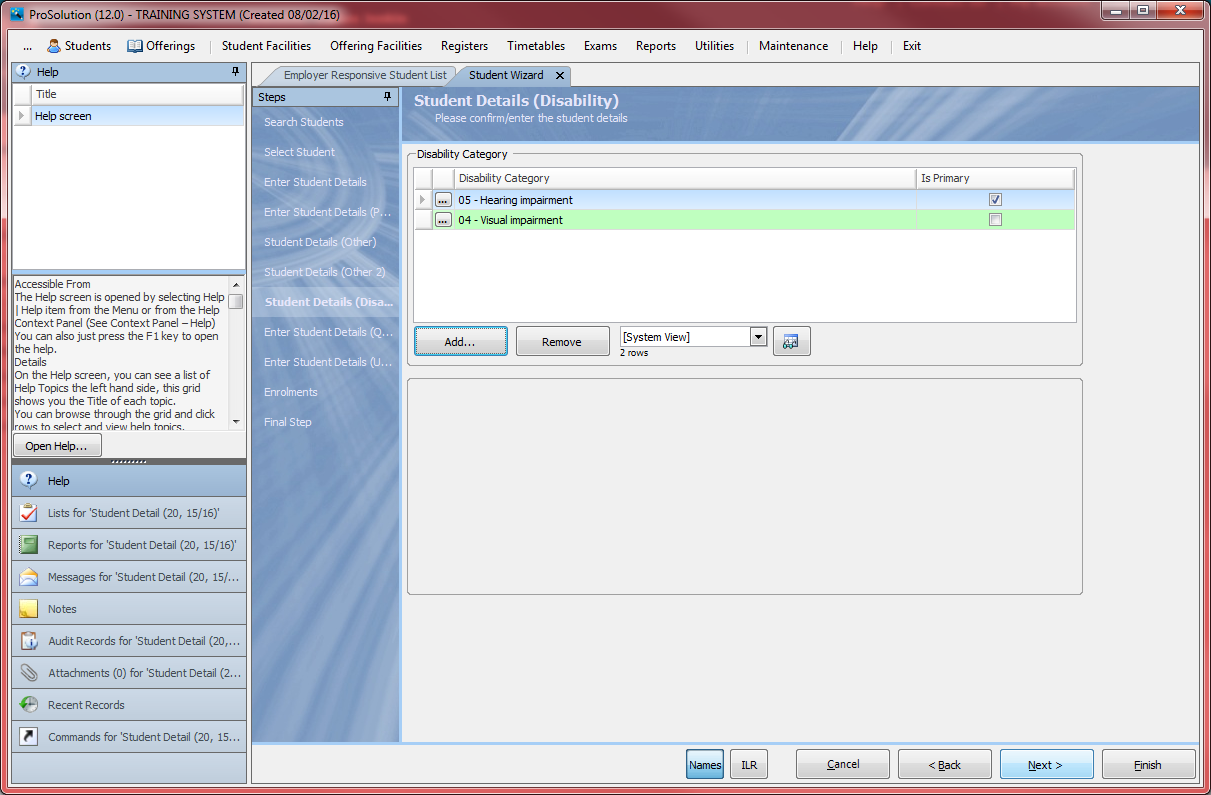 ProSolution (12.0) - TRAINING SYSTEM (Created 08/02/16)
... Students Offerings Student Facilities Offering Facilities Registers Timetables Exams Reports Utilities Maintenance Help Exit
Help
Title
Help screen
Accessible From
The Help screen is opened by selecting Help
| Help item from the Menu or from the Help
Context Panel (See Context Panel – Help)
You can also just press the F1 key to open
the help.
Details
On the Help screen, you can see a list of
Help Topics the left hand side, this grid
shows you the Title of each topic.
You can browse through the grid and click
rows to select and view help topics.
Open Help...
Help
Lists for 'Student Detail (20, 15/16)'
Reports for 'Student Detail (20, 15/16)'
Messages for 'Student Detail (20, 15/...
Notes
Audit Records for 'Student Detail (20,...
Attachments (0) for 'Student Detail (2...
Recent Records
Commands for 'Student Detail (20, 15...
Employer Responsive Student List
Student Wizard
Steps
Search Students
Select Student
Enter Student Details
Enter Student Details (P...
Student Details (Other)
Student Details (Other 2)
Student Details (Disa...
Enter Student Details (Q...
Enter Student Details (U...
Enrolments
Final Step
Student Details (Disability)
Please confirm/enter the student details
Disability Category
Disability Category Is Primary
... 05 - Hearing impairment
... 04 - Visual impairment
Add... Remove [System View]
2 rows
Names ILR Cancel < Back Next > Finish